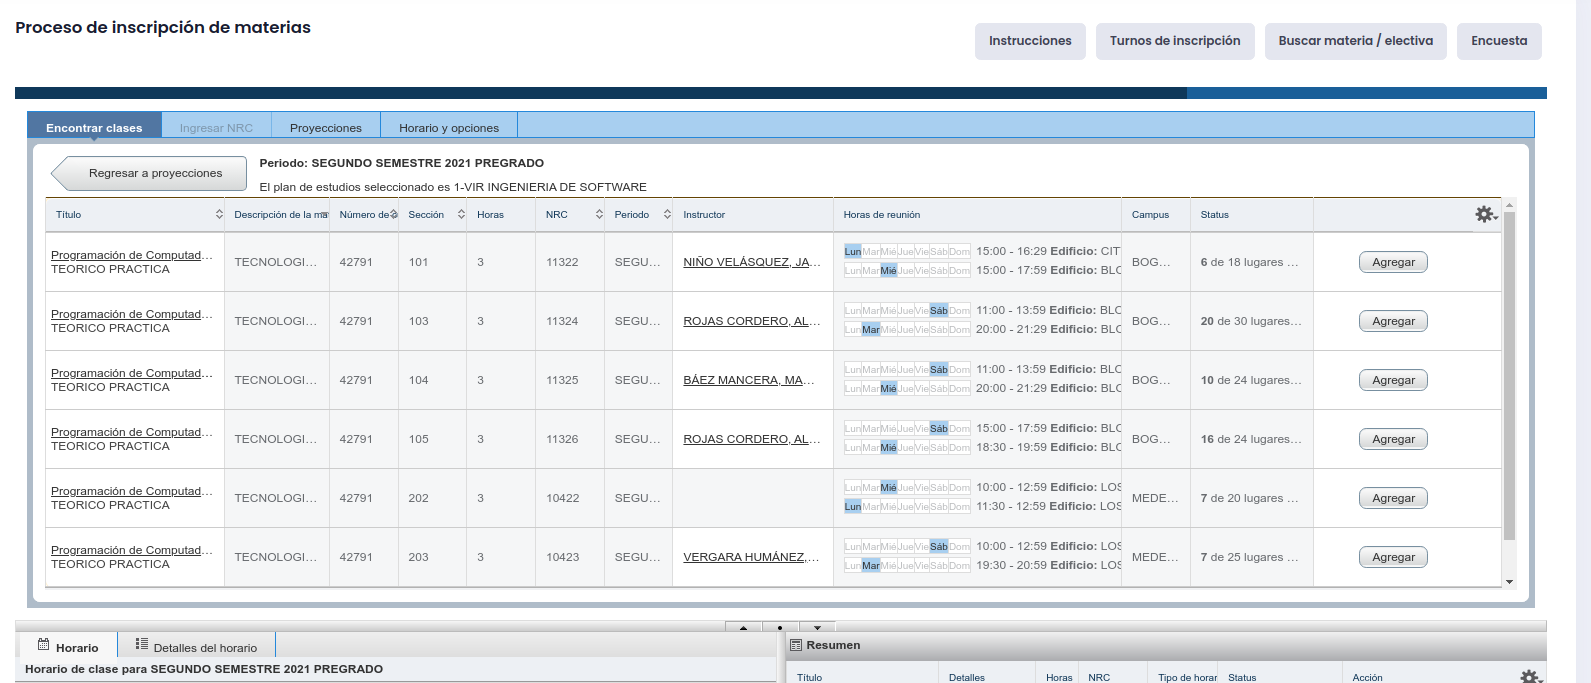 Proceso de inscripción de materias
Instrucciones Turnos de inscripción Buscar materia / electiva Encuesta
Encontrar clases Ingresar NRC Proyecciones Horario y opciones
Regresar a proyecciones
Periodo: SEGUNDO SEMESTRE 2021 PREGRADO
El plan de estudios seleccionado es 1-VIR INGENIERIA DE SOFTWARE
Título Descripción de la Número de Sección Horas NRC Periodo Instructor Horas de reunión Campus Status
Programación de Computad... TECNOLOGI... 42791 101 3 11322 SEGU... NIÑO VELÁSQUEZ, JA... Lun Mar Mié Jue Vie Sáb Dom 15:00 - 16:29 Edificio: CIT BOG... 6 de 18 lugares ... Agregar
TEORICO PRACTICA Lun Mar Mié Jue Vie Sáb Dom 15:00 - 17:59 Edificio: BLC
Programación de Computad... TECNOLOGI... 42791 103 3 11324 SEGU... ROJAS CORDERO, AL... Lun Mar Mié Jue Vie Sáb Dom 11:00 - 13:59 Edificio: BLC BOG... 20 de 30 lugares... Agregar
TEORICO PRACTICA Lun Mar Mié Jue Vie Sáb Dom 20:00 - 21:29 Edificio: BLC
Programación de Computad... TECNOLOGI... 42791 104 3 11325 SEGU... BÁEZ MANCERA, MA... Lun Mar Mié Jue Vie Sáb Dom 11:00 - 13:59 Edificio: BLC BOG... 10 de 24 lugares... Agregar
TEORICO PRACTICA Lun Mar Mié Jue Vie Sáb Dom 20:00 - 21:29 Edificio: BLC
Programación de Computad... TECNOLOGI... 42791 105 3 11326 SEGU... ROJAS CORDERO, AL... Lun Mar Mié Jue Vie Sáb Dom 15:00 - 17:59 Edificio: BLC BOG... 16 de 24 lugares... Agregar
TEORICO PRACTICA Lun Mar Mié Jue Vie Sáb Dom 18:30 - 19:59 Edificio: BLC
Programación de Computad... TECNOLOGI... 42791 202 3 10422 SEGU... Lun Mar Mié Jue Vie Sáb Dom 10:00 - 12:59 Edificio: LOS MEDE... 7 de 20 lugares ... Agregar
TEORICO PRACTICA Lun Mar Mié Jue Vie Sáb Dom 11:30 - 12:59 Edificio: LOS
Programación de Computad... TECNOLOGI... 42791 203 3 10423 SEGU... VERGARA HUMÁNEZ,... Lun Mar Mié Jue Vie Sáb Dom 10:00 - 12:59 Edificio: LOS MEDE... 7 de 25 lugares ... Agregar
TEORICO PRACTICA Lun Mar Mié Jue Vie Sáb Dom 19:30 - 20:59 Edificio: LOS
Horario Detalles del horario
Horario de clase para SEGUNDO SEMESTRE 2021 PREGRADO
Resumen
Título Detalles Horas NRC Tipo de horar Status Acción